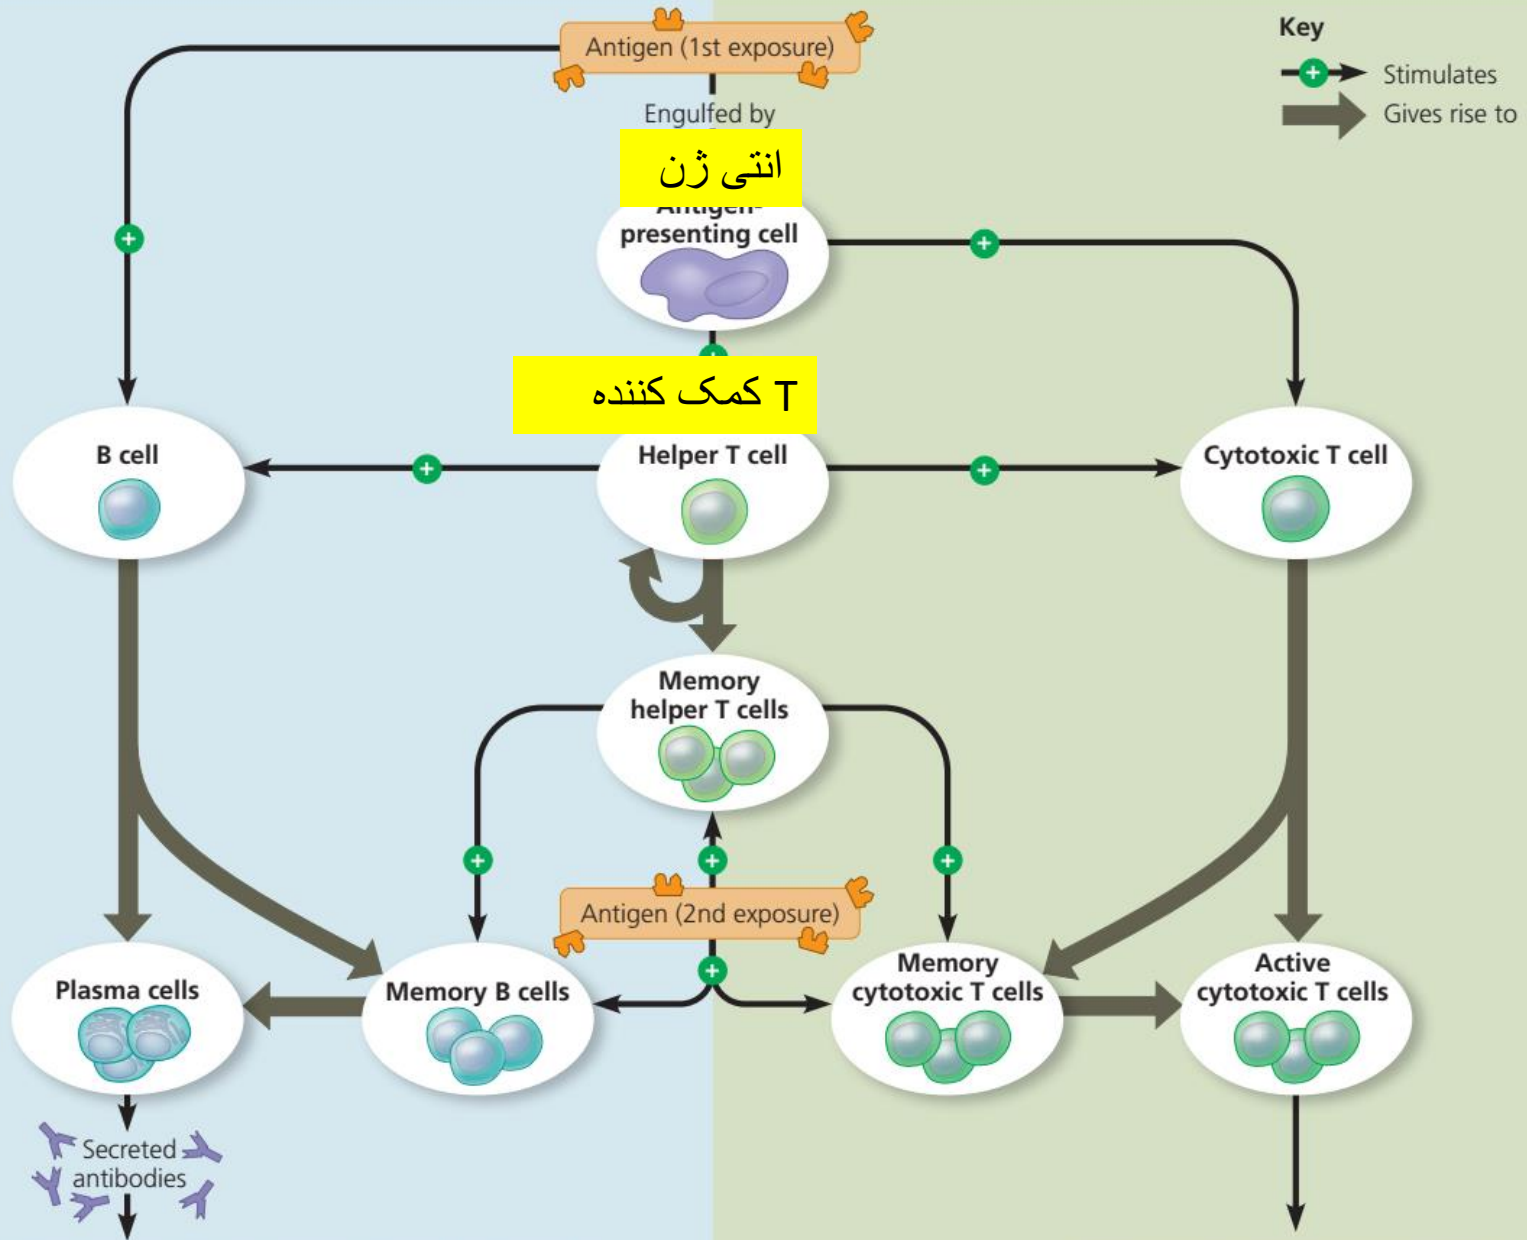 Antigen (1st exposure)
Key
Stimulates
Gives rise to
Engulfed by
انتی ژن
Antigen-
presenting cell
T کمک کننده
B cell
Helper T cell
Cytotoxic T cell
Memory
helper T cells
Antigen (2nd exposure)
Plasma cells
Memory B cells
Memory
cytotoxic T cells
Active
cytotoxic T cells
Secreted
antibodies